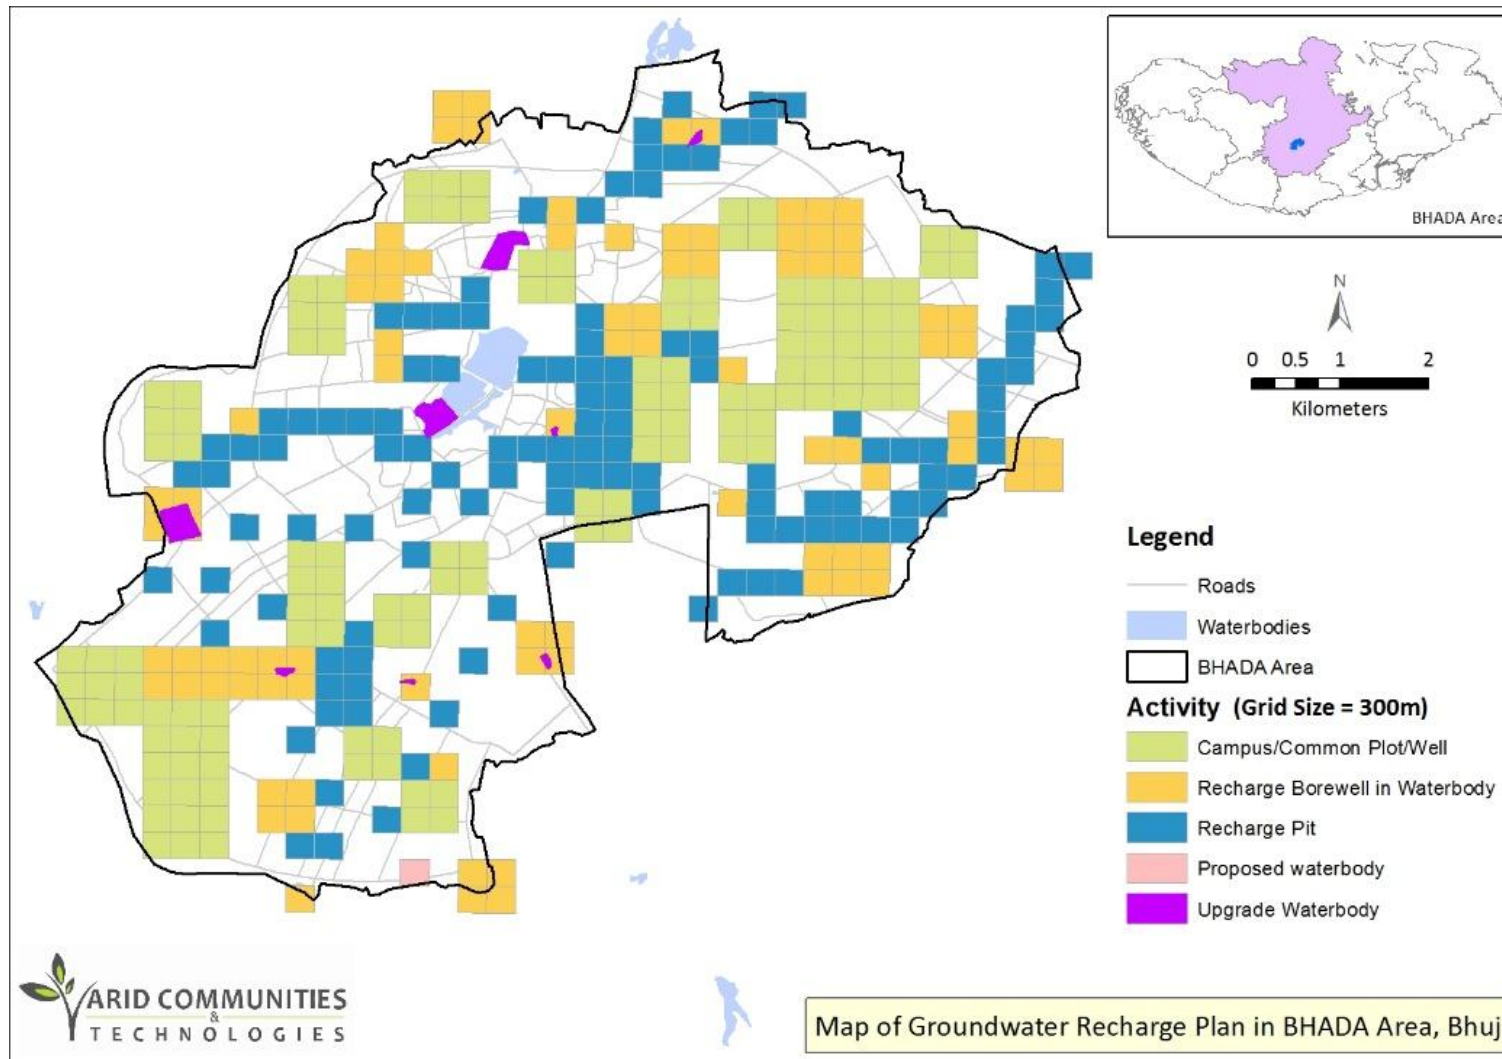 BHADA Area
N
0 0.5 1 2
Kilometers
Legend
Roads
Waterbodies
BHADA Area
Activity (Grid Size = 300m)
Campus/Common Plot/Well
Recharge Borewell in Waterbody
Recharge Pit
Proposed waterbody
Upgrade Waterbody
ARID COMMUNITIES
&
TECHNOLOGIES
Map of Groundwater Recharge Plan in BHADA Area, Bhuj